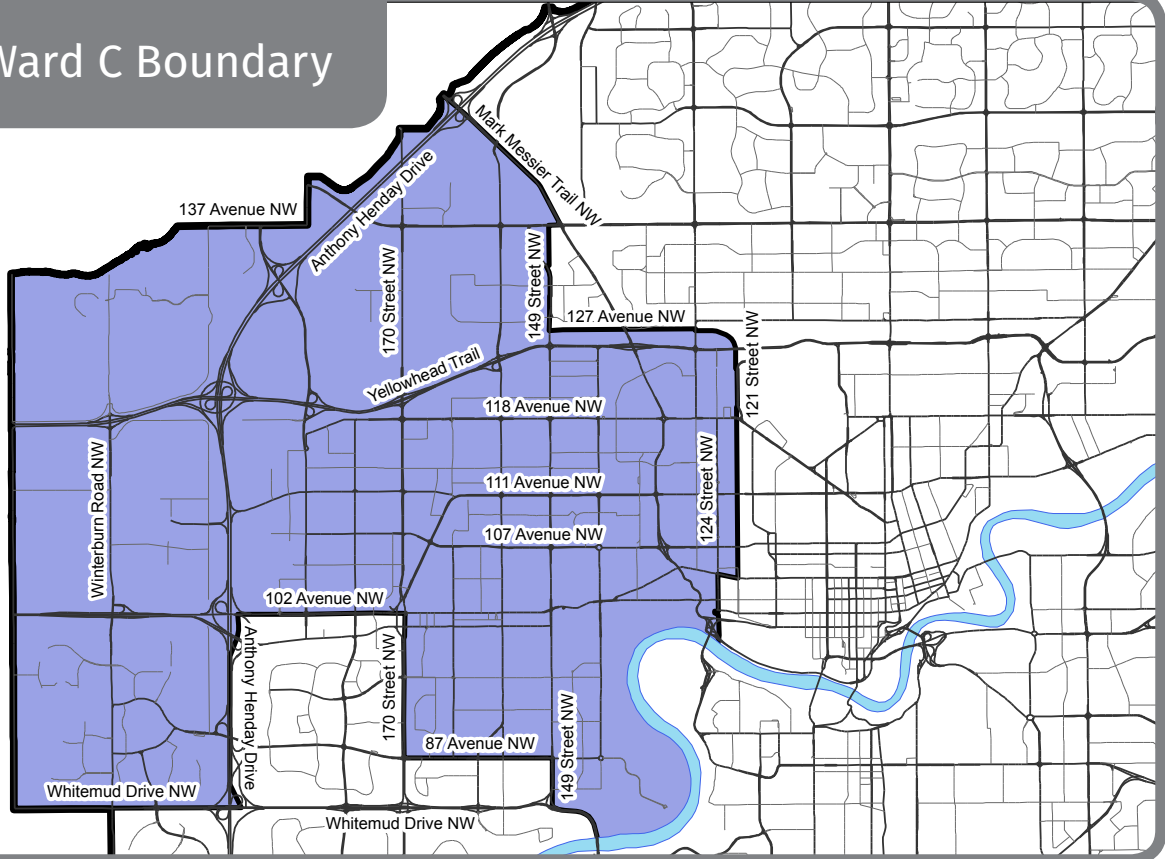 Ward C Boundary
Mark Messier Trail NW
Anthony Henday Drive
137 Avenue NW
170 Street NW
149 Street NW
127 Avenue NW
121 Street NW
Yellowhead Trail
118 Avenue NW
124 Street NW
Winterburn Road NW
111 Avenue NW
107 Avenue NW
102 Avenue NW
Anthony Henday Drive
170 Street NW
149 Street NW
87 Avenue NW
Whitemud Drive NW
Whitemud Drive NW